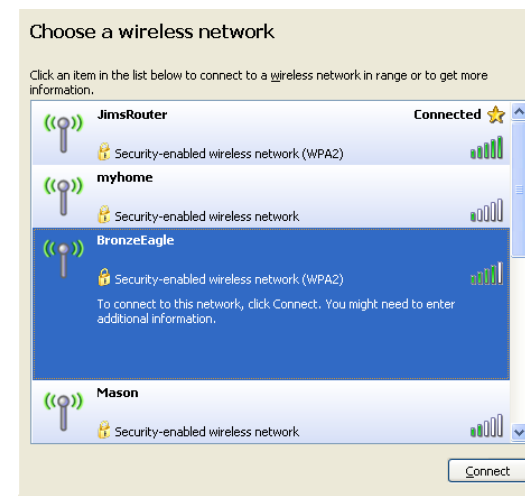 Choose a wireless network
Click an item in the list below to connect to a wireless network in range or to get more
information.
JimsRouter Connected
Security-enabled wireless network (WPA2)
myhome
Security-enabled wireless network
BronzeEagle
Security-enabled wireless network (WPA2)
To connect to this network, click Connect. You might need to enter
additional information.
Mason
Security-enabled wireless network
Connect